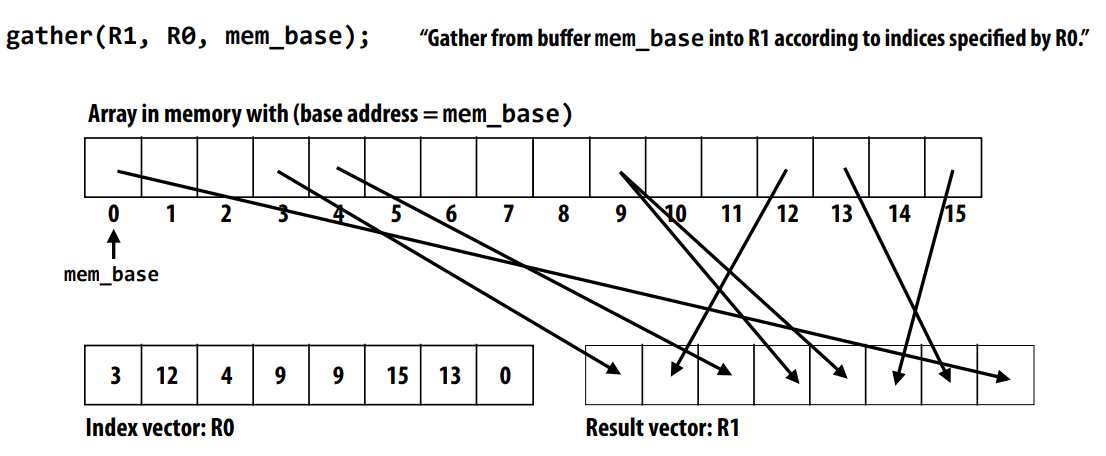 gather(R1, R0, mem_base); “Gather from buffer mem_base into R1 according to indices specified by R0.”
Array in memory with (base address = mem_base)
0 1 2 3 4 5 6 7 8 9 10 11 12 13 14 15
mem_base
3 12 4 9 9 15 13 0
Index vector: R0 Result vector: R1